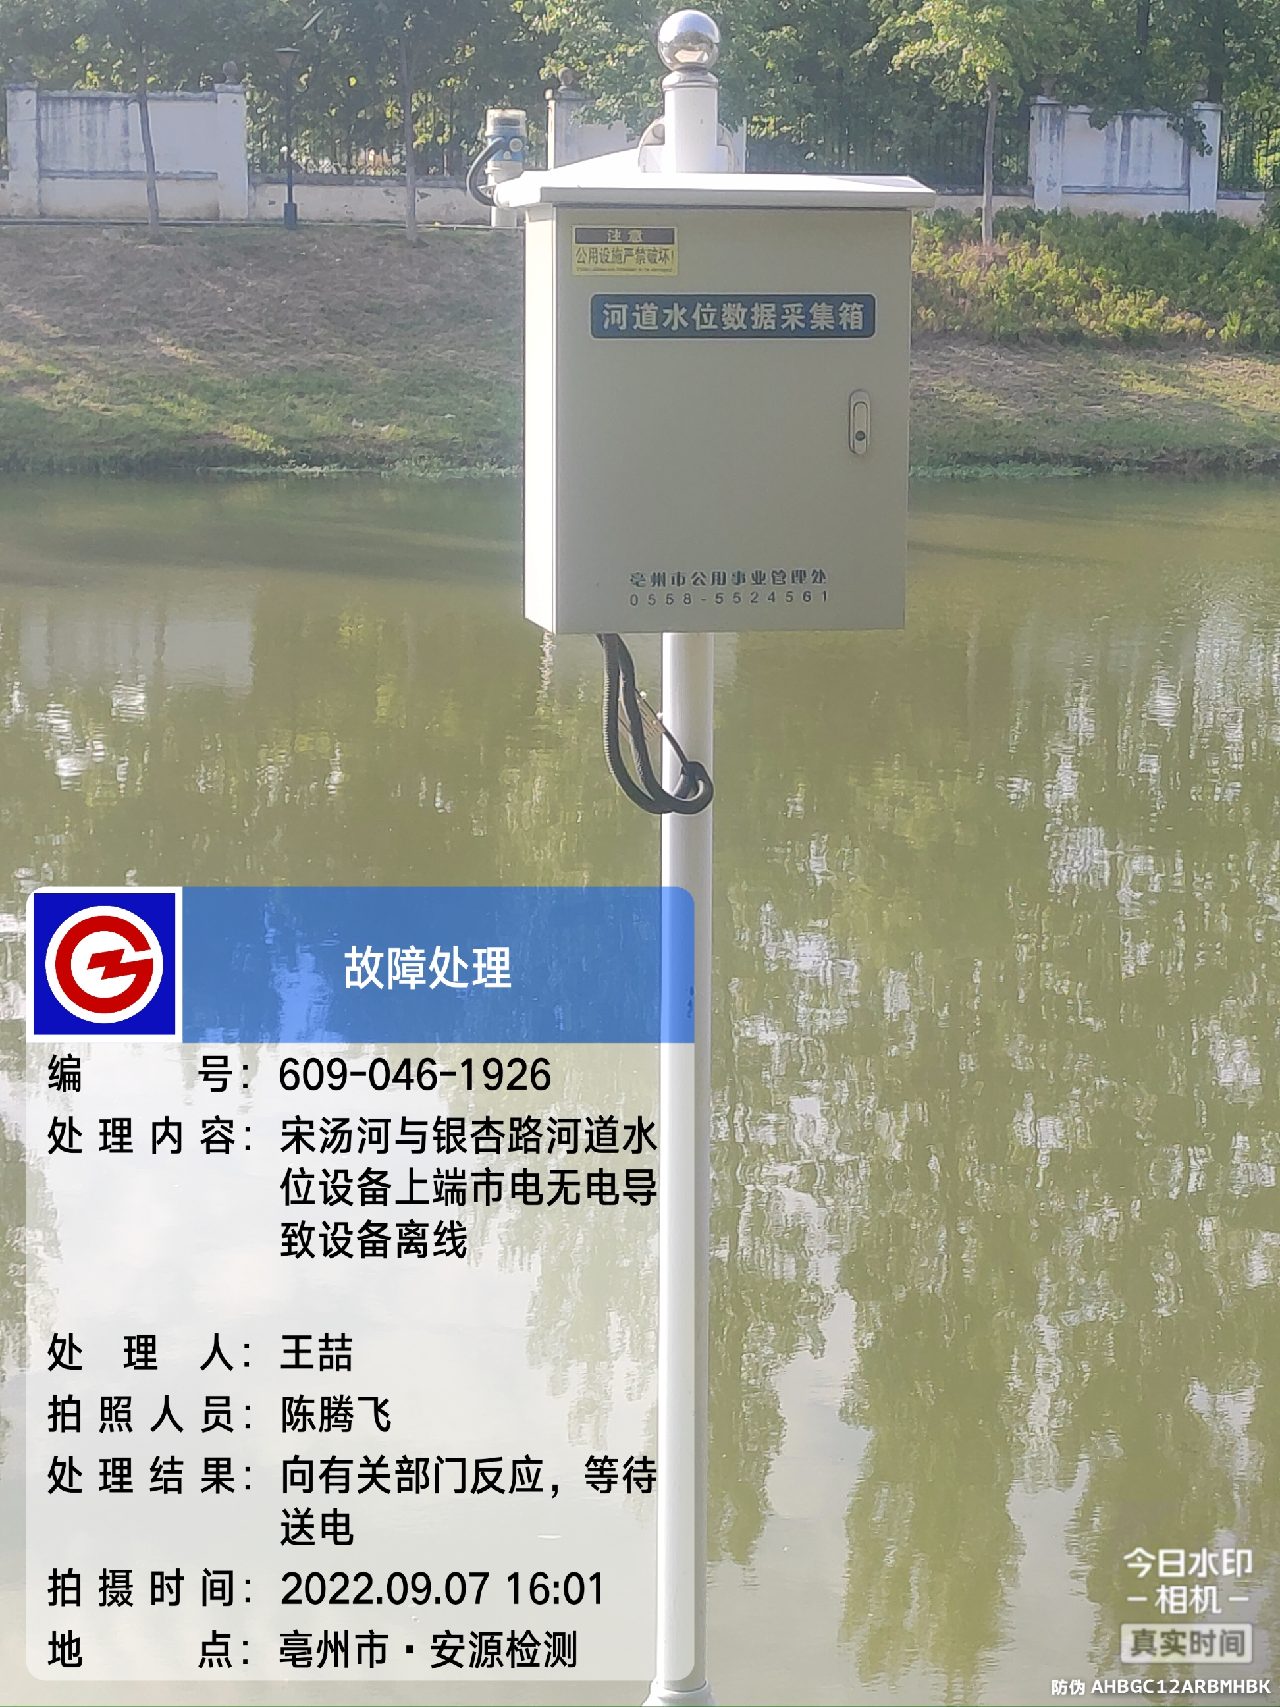 注意
公用设施严禁破坏!
河道水位数据采集箱
亳州市公用事业管理处
0558-5524561
故障处理
编号：609-046-1926
处理内容：宋汤河与银杏路河道水
位设备上端市电无电导
致设备离线
处理人：王喆
拍照人员：陈腾飞
处理结果：向有关部门反应，等待
送电
拍摄时间：2022.09.07 16:01
地点：亳州市·安源检测
今日水印
-相机-
真实时间
防伪 AHBGC12ARBMHBK